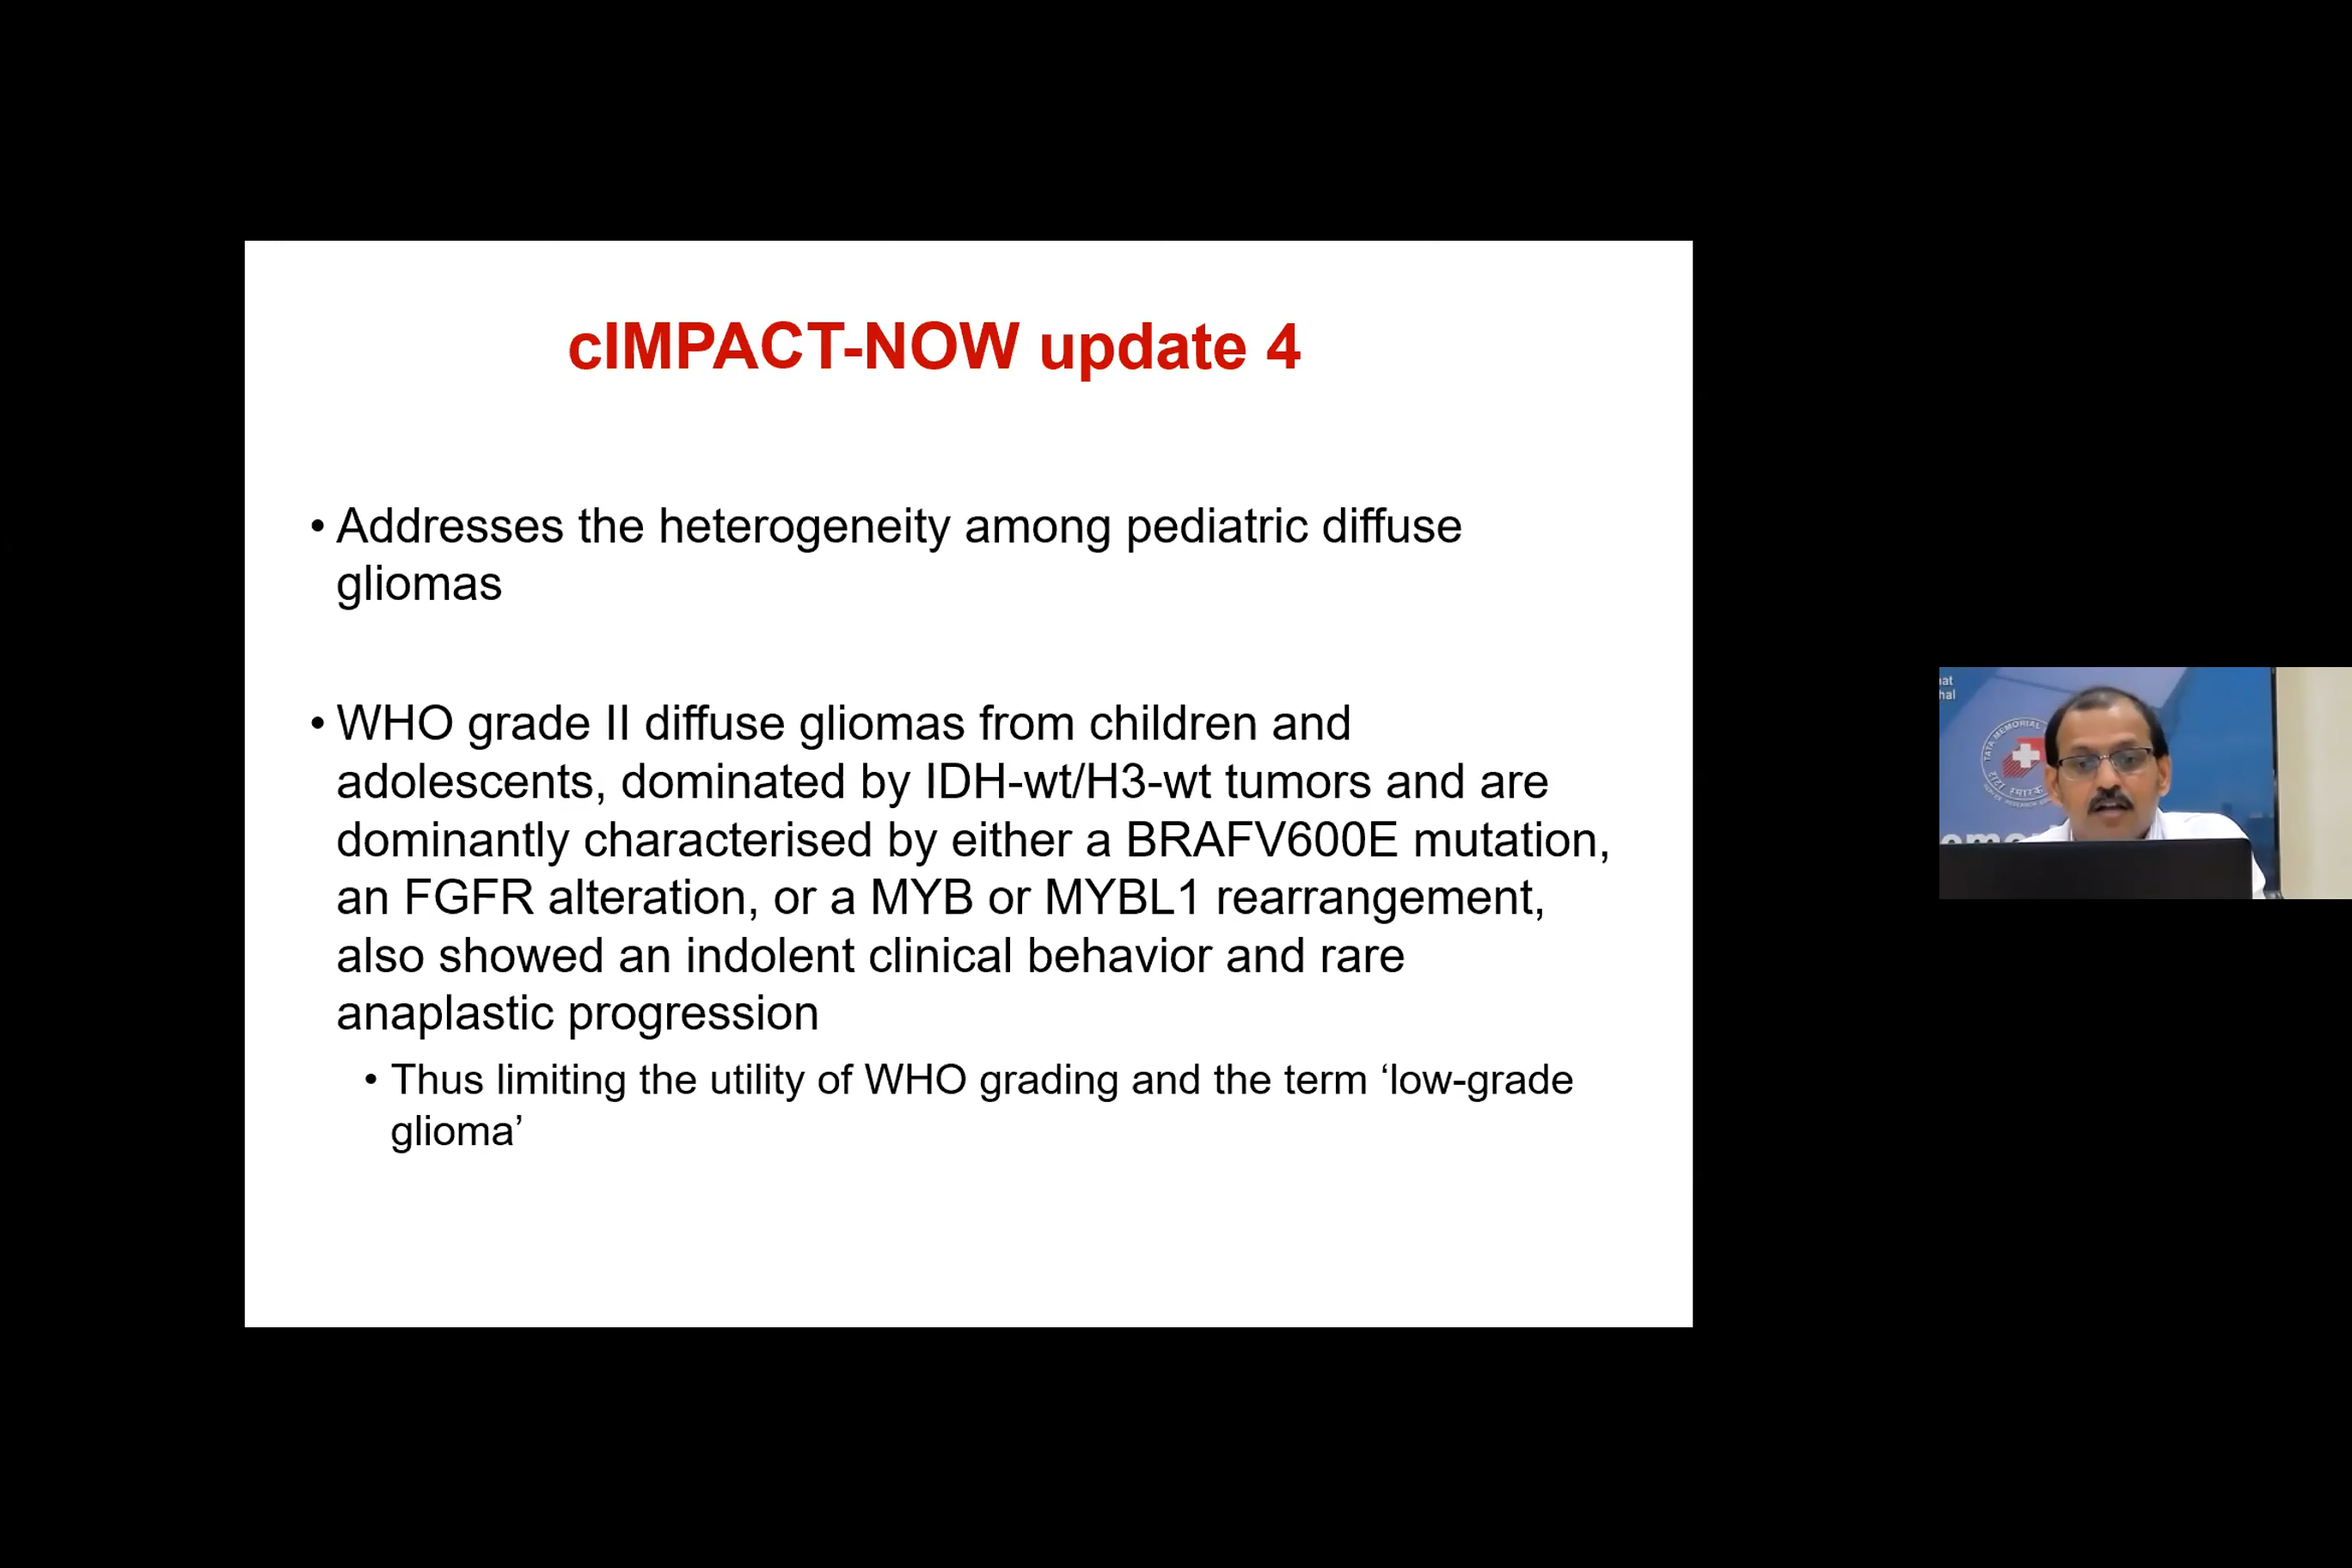 cIMPACT-NOW update 4
• Addresses the heterogeneity among pediatric diffuse
gliomas
• WHO grade II diffuse gliomas from children and
adolescents, dominated by IDH-wt/H3-wt tumors and are
dominantly characterised by either a BRAFV600E mutation,
an FGFR alteration, or a MYB or MYBL1 rearrangement,
also showed an indolent clinical behavior and rare
anaplastic progression
• Thus limiting the utility of WHO grading and the term ‘low-grade
glioma’
TATA MEMORIAL